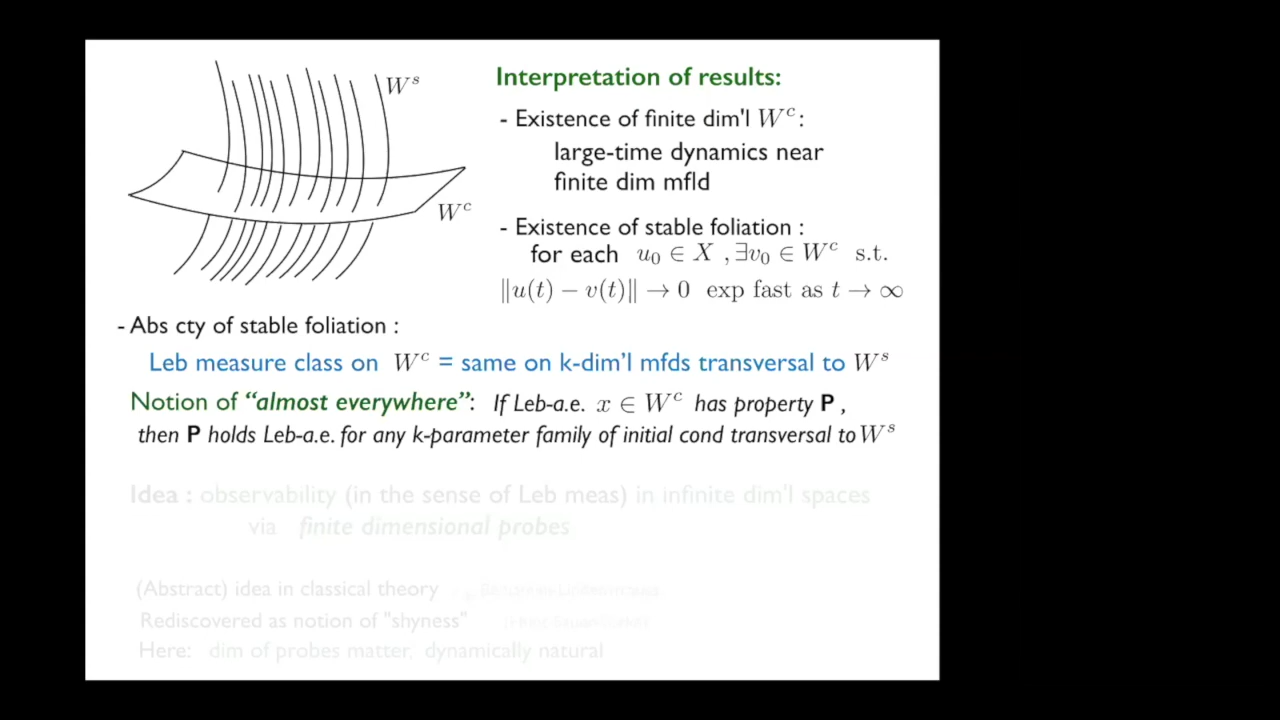 W^s
W^c
Interpretation of results:
- Existence of finite dim'l W^c :
large-time dynamics near
finite dim mfld
- Existence of stable foliation :
for each u_0 ∈ X , ∃v_0 ∈ W^c s.t.
‖u(t) − v(t)‖ → 0 exp fast as t → ∞
- Abs cty of stable foliation :
Leb measure class on W^c = same on k-dim'l mfds transversal to W^s
Notion of “almost everywhere”: If Leb-a.e. x ∈ W^c has property P ,
then P holds Leb-a.e. for any k-parameter family of initial cond transversal to W^s
Idea : observability (in the sense of Leb meas) in infinite dim'l spaces
via finite dimensional probes
(Abstract) idea in classical theory
Rediscovered as notion of "shyness"
Here: dim of probes matter, dynamically natural